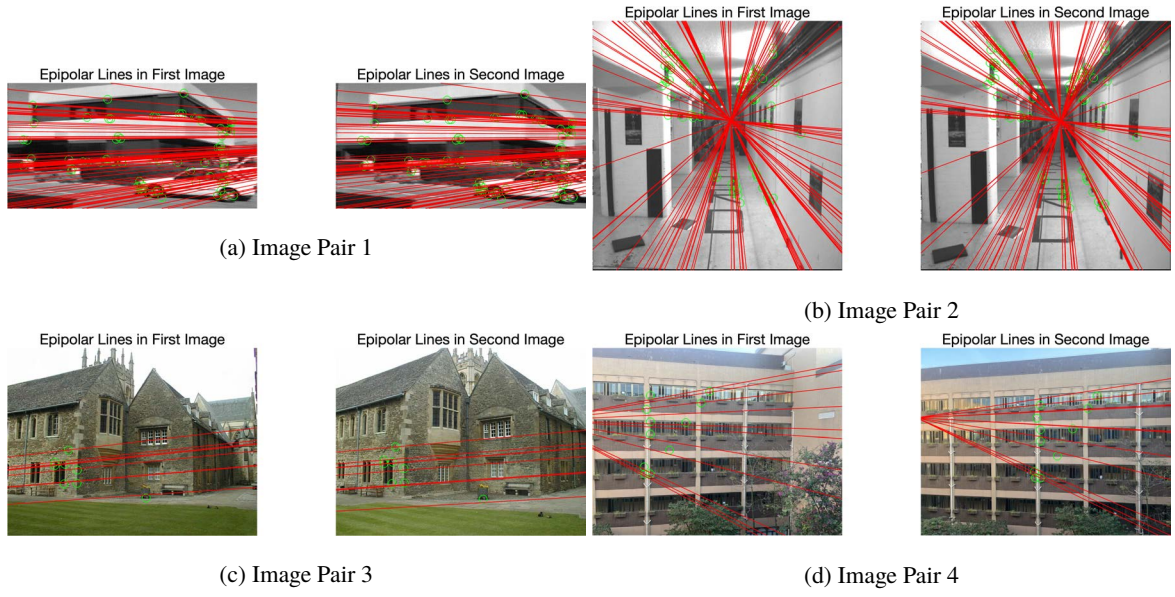 Epipolar Lines in First Image
Epipolar Lines in Second Image
(a) Image Pair 1
Epipolar Lines in First Image
Epipolar Lines in Second Image
(b) Image Pair 2
Epipolar Lines in First Image
Epipolar Lines in Second Image
(c) Image Pair 3
Epipolar Lines in First Image
Epipolar Lines in Second Image
(d) Image Pair 4